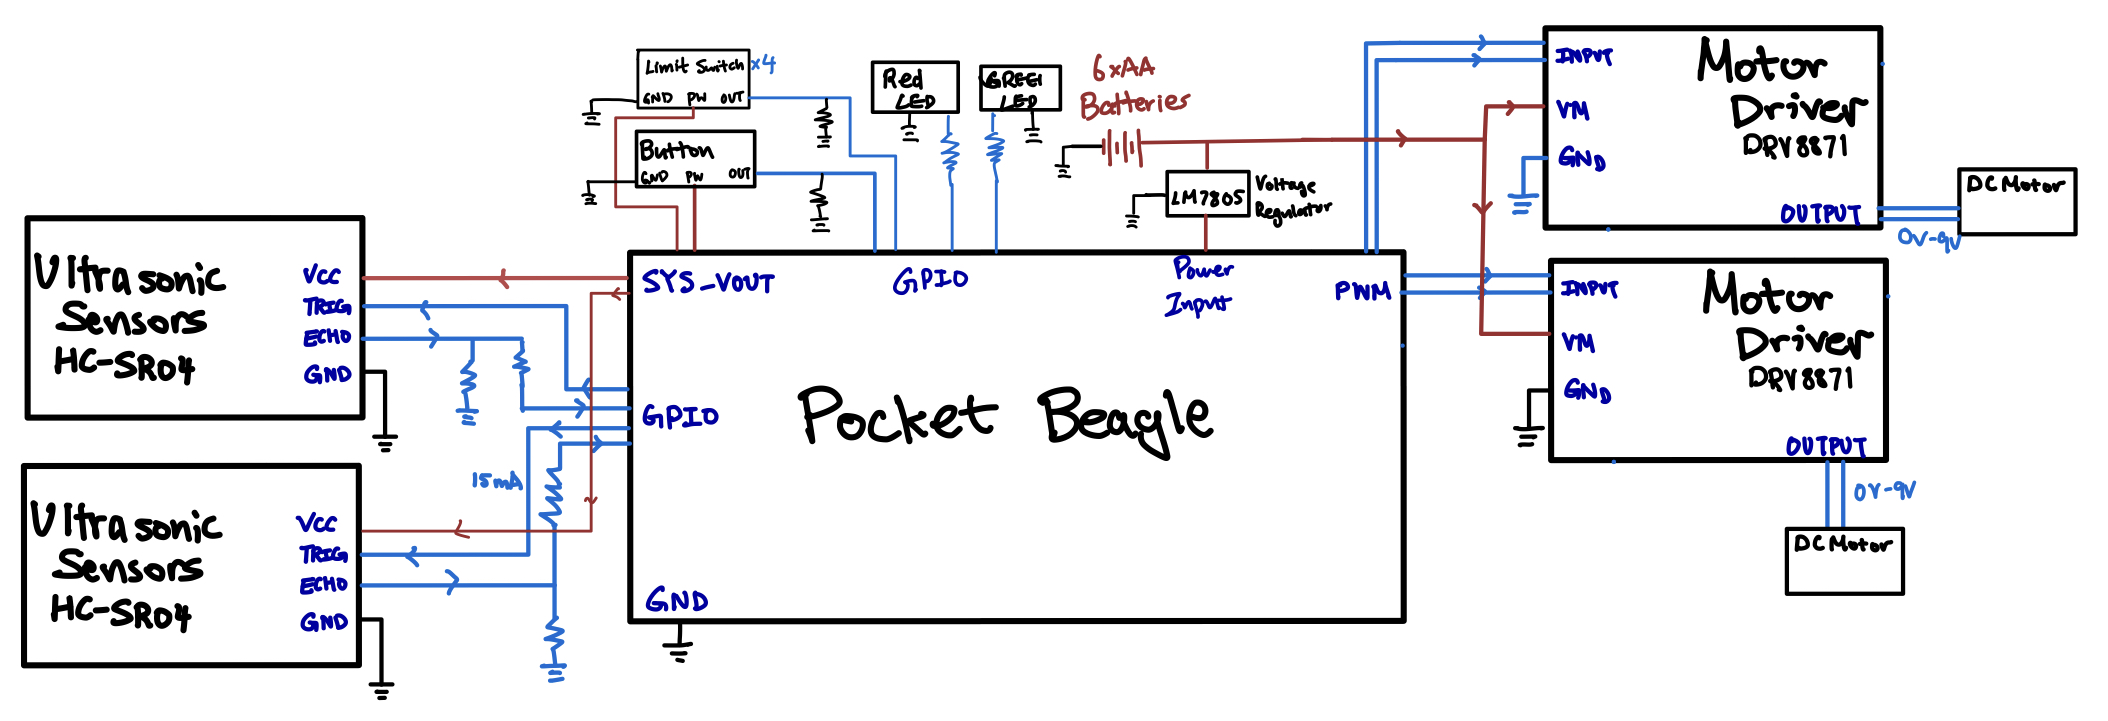 Limit Switch x4
GND PW OUT
Button
GND PW OUT
Red
LED
GREEN
LED
6xAA
Batteries
LM7805
Voltage
Regulator
Motor
Driver
DRV8871
INPUT
VM
GND
OUTPUT
0V-9V
DC Motor
Motor
Driver
DRV8871
INPUT
VM
GND
OUTPUT
0V-9V
DC Motor
Ultrasonic
Sensors
HC-SR04
VCC
TRIG
ECHO
GND
Ultrasonic
Sensors
HC-SR04
VCC
TRIG
ECHO
GND
15mA
SYS_VOUT
GPIO
Power
Input
PWM
GPIO
Pocket Beagle
GND